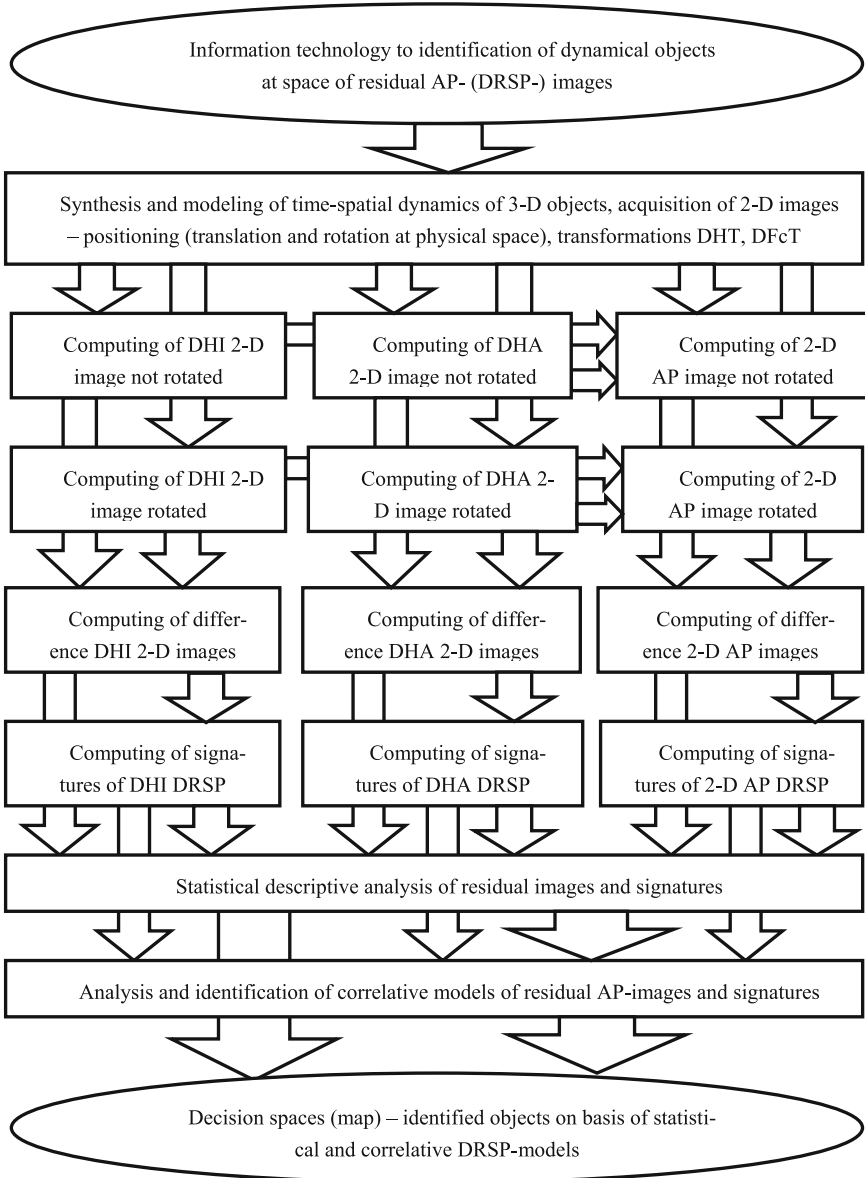 Information technology to identification of dynamical objects
at space of residual AP- (DRSP-) images
Synthesis and modeling of time-spatial dynamics of 3-D objects, acquisition of 2-D images
– positioning (translation and rotation at physical space), transformations DHT, DFcT
Computing of DHI 2-D
image not rotated
Computing of DHA
2-D image not rotated
Computing of 2-D
AP image not rotated
Computing of DHI 2-D
image rotated
Computing of DHA 2-
D image rotated
Computing of 2-D
AP image rotated
Computing of differ-
ence DHI 2-D images
Computing of differ-
ence DHA 2-D images
Computing of differ-
ence 2-D AP images
Computing of signa-
tures of DHI DRSP
Computing of signa-
tures of DHA DRSP
Computing of signa-
tures of 2-D AP DRSP
Statistical descriptive analysis of residual images and signatures
Analysis and identification of correlative models of residual AP-images and signatures
Decision spaces (map) – identified objects on basis of statisti-
cal and correlative DRSP-models